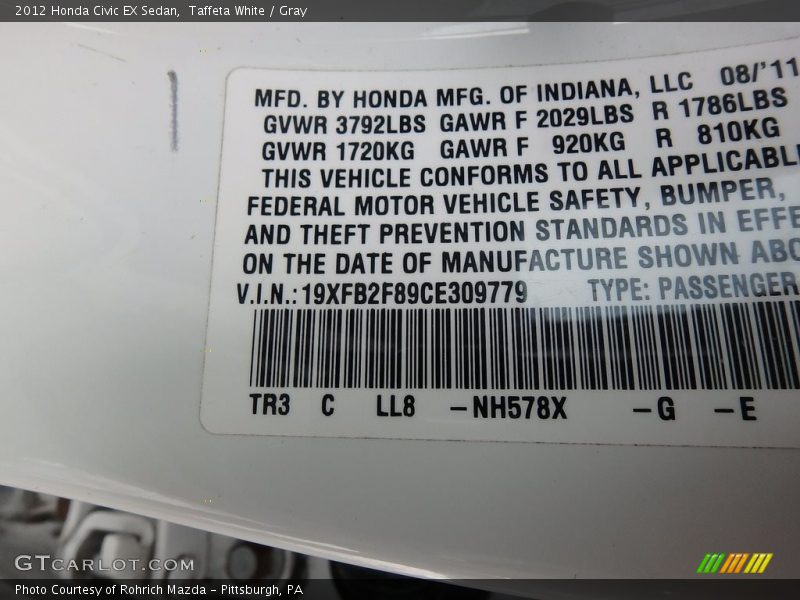 2012 Honda Civic EX Sedan,  Taffeta White / Gray
MFD. BY HONDA MFG. OF INDIANA, LLC 08/'11
GVWR 3792LBS GAWR F 2029LBS R 1786LBS
GVWR 1720KG GAWR F 920KG R 810KG
THIS VEHICLE CONFORMS TO ALL APPLICABL
FEDERAL MOTOR VEHICLE SAFETY, BUMPER,
AND THEFT PREVENTION STANDARDS IN EFFE
ON THE DATE OF MANUFACTURE SHOWN ABO
V.I.N.:19XFB2F89CE309779 TYPE: PASSENGER
TR3 C LL8 –NH578X –G –E
GTCARLOT.COM
Photo Courtesy of Rohrich Mazda - Pittsburgh, PA